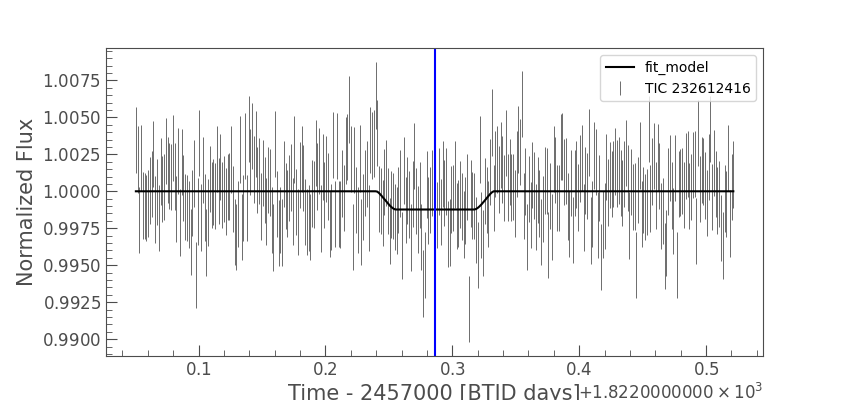 fit_model
TIC 232612416
Normalized Flux
1.0075
1.0050
1.0025
1.0000
0.9975
0.9950
0.9925
0.9900
0.1
0.2
0.3
0.4
0.5
Time - 2457000 [BTJD days]
+1.8220000000 × 10³